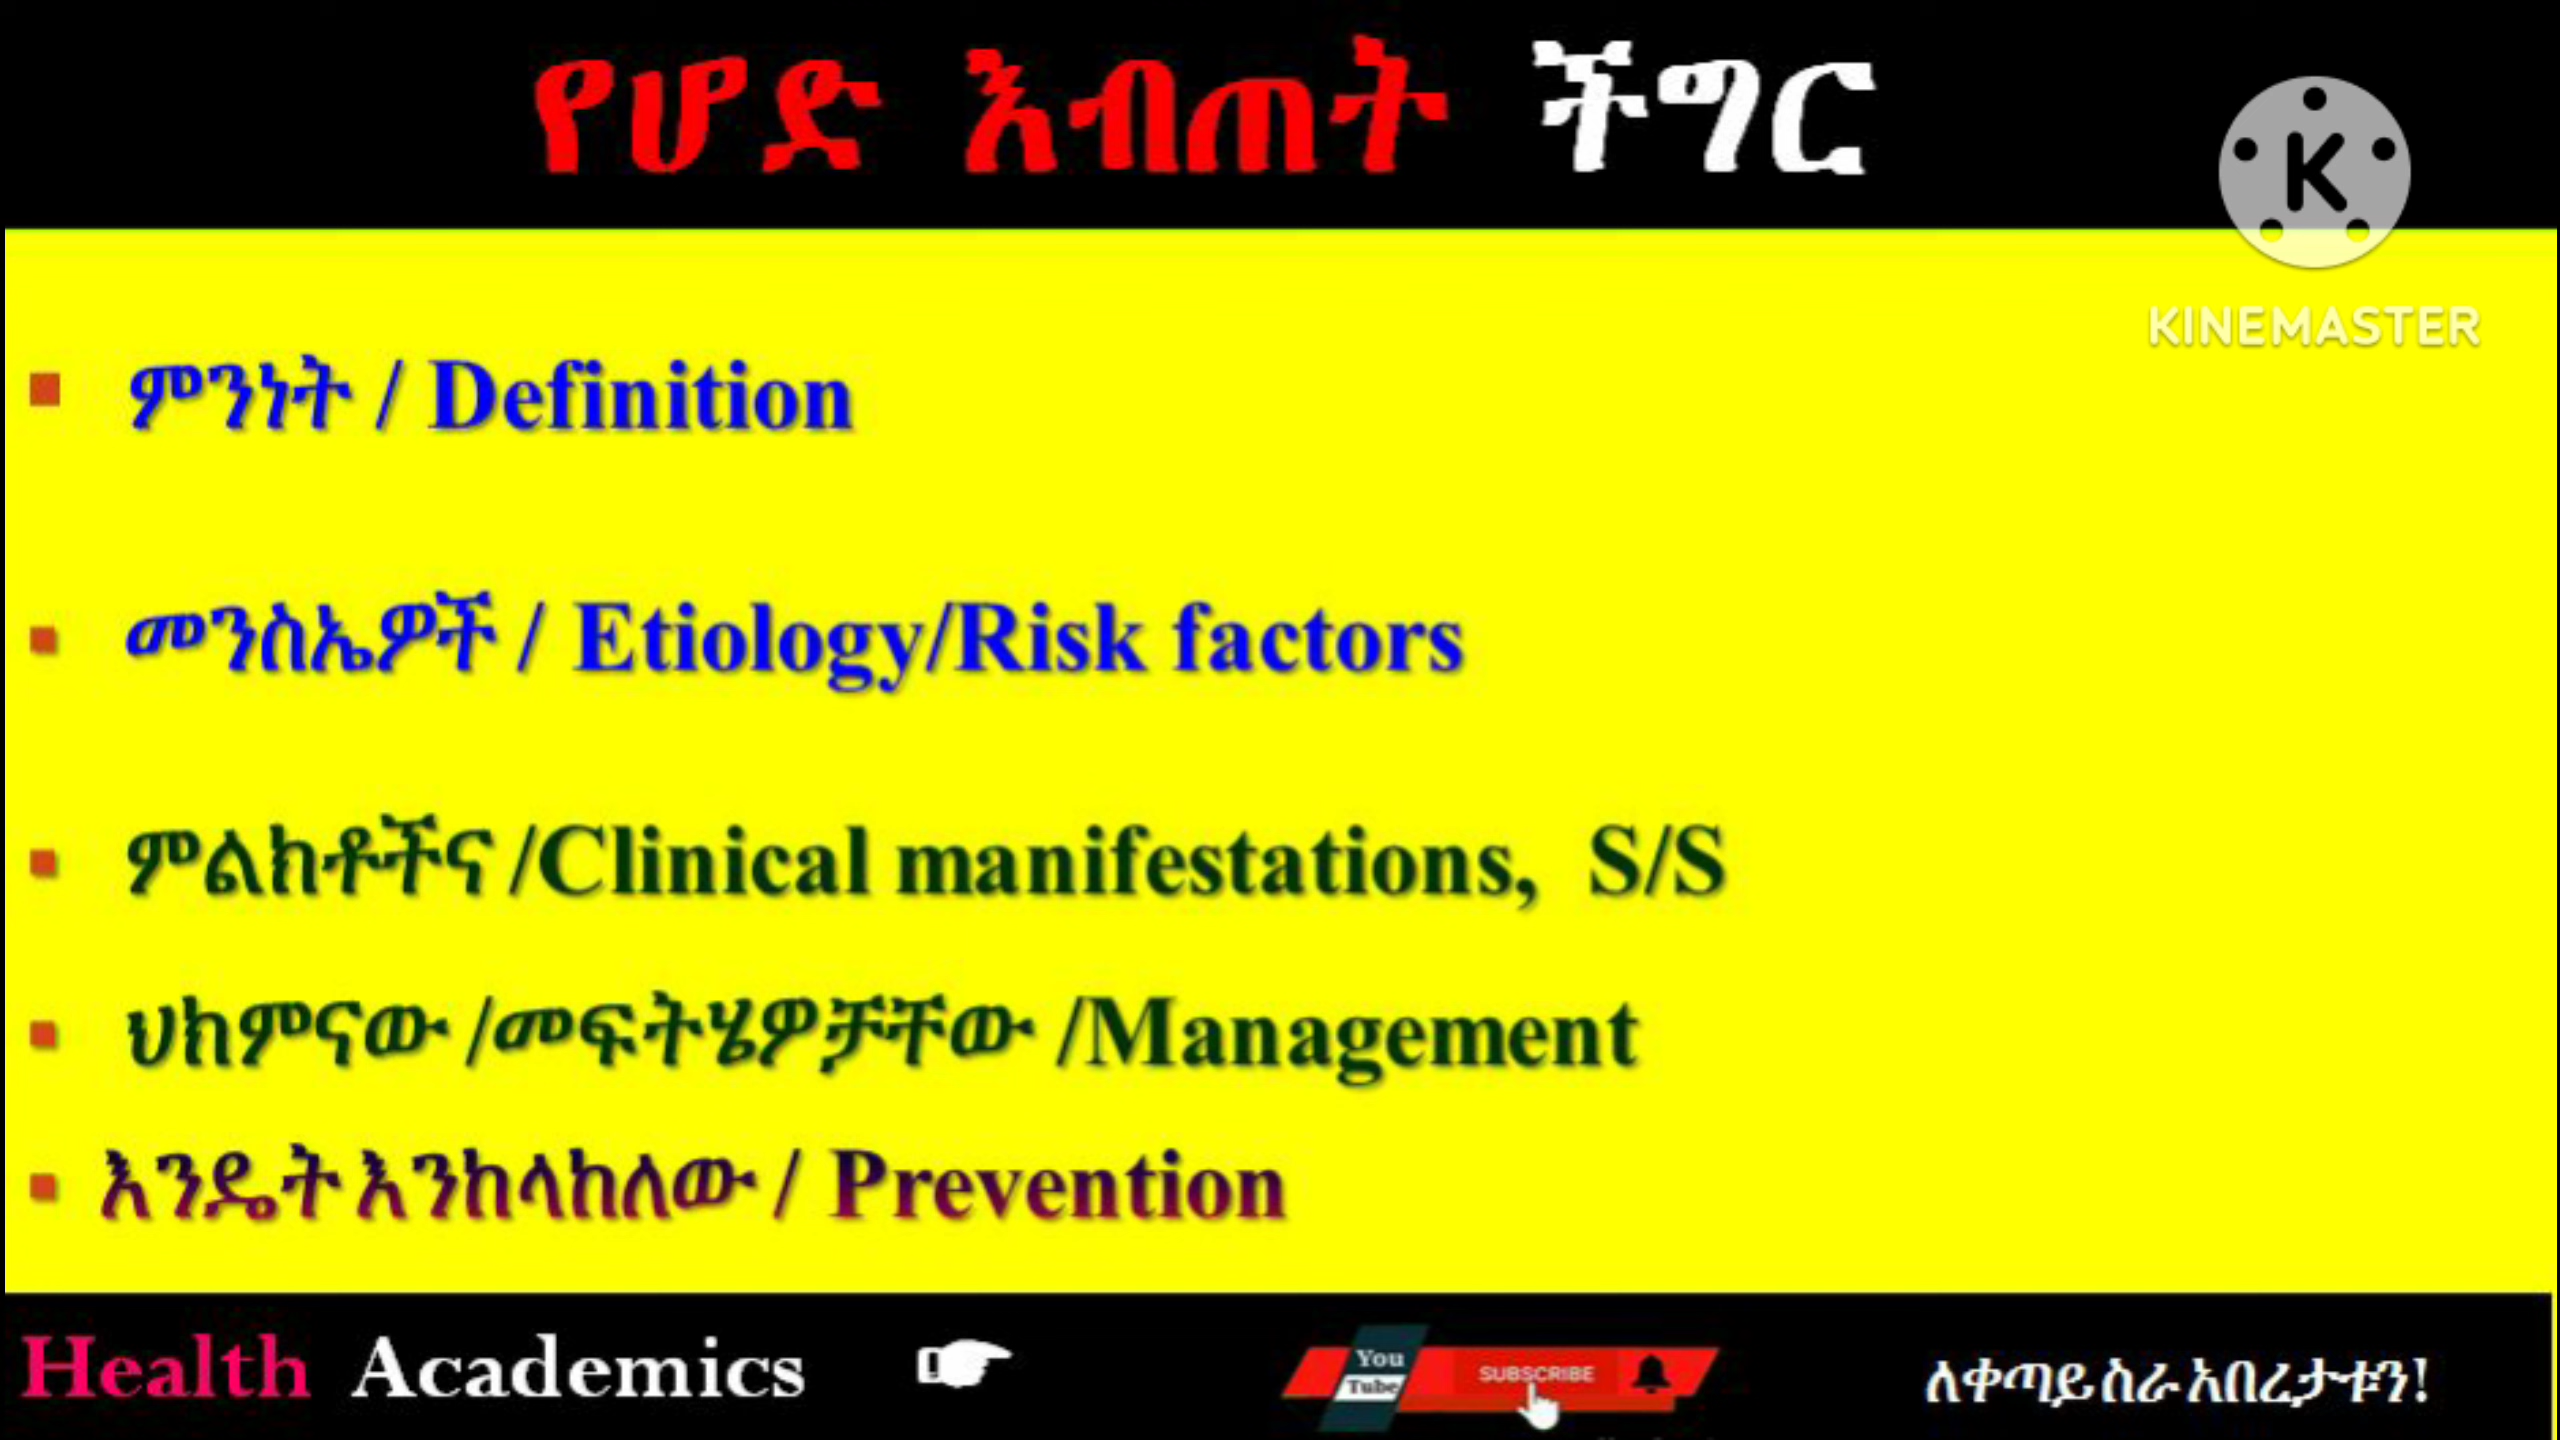 የሆድ እብጠት ችግር
KINEMASTER
▪ ምንነት / Definition
▪ መንስኤዎች / Etiology/Risk factors
▪ ምልክቶችና /Clinical manifestations, S/S
▪ ህክምናው /መፍትሄዎቻቸው /Management
▪ እንዴት እንከላከለው / Prevention
Health Academics ☞ You Tube SUBSCRIBE ለቀጣይ ስራ አበረታቱን!